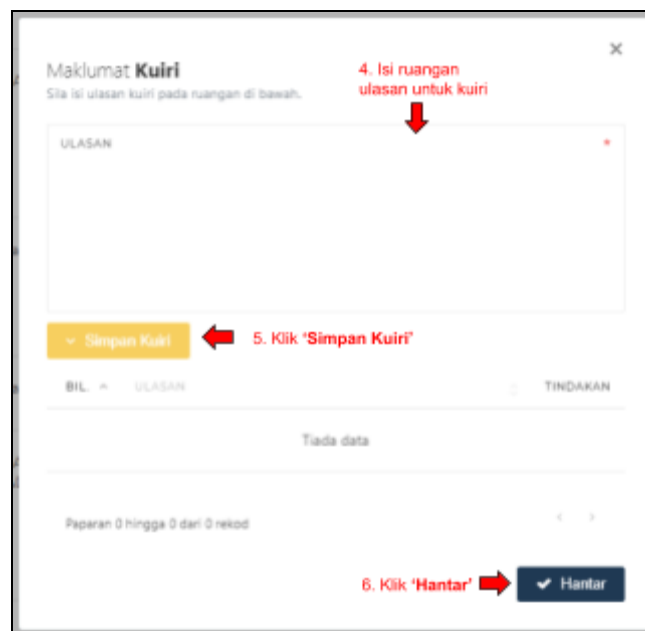 Maklumat Kuiri
Sila isi ulasan kuiri pada ruangan di bawah.
4. Isi ruangan
ulasan untuk kuiri
ULASAN *
Simpan Kuiri
5. Klik 'Simpan Kuiri'
BIL. ULASAN TINDAKAN
Tiada data
Paparan 0 hingga 0 dari 0 rekod
6. Klik 'Hantar'
Hantar